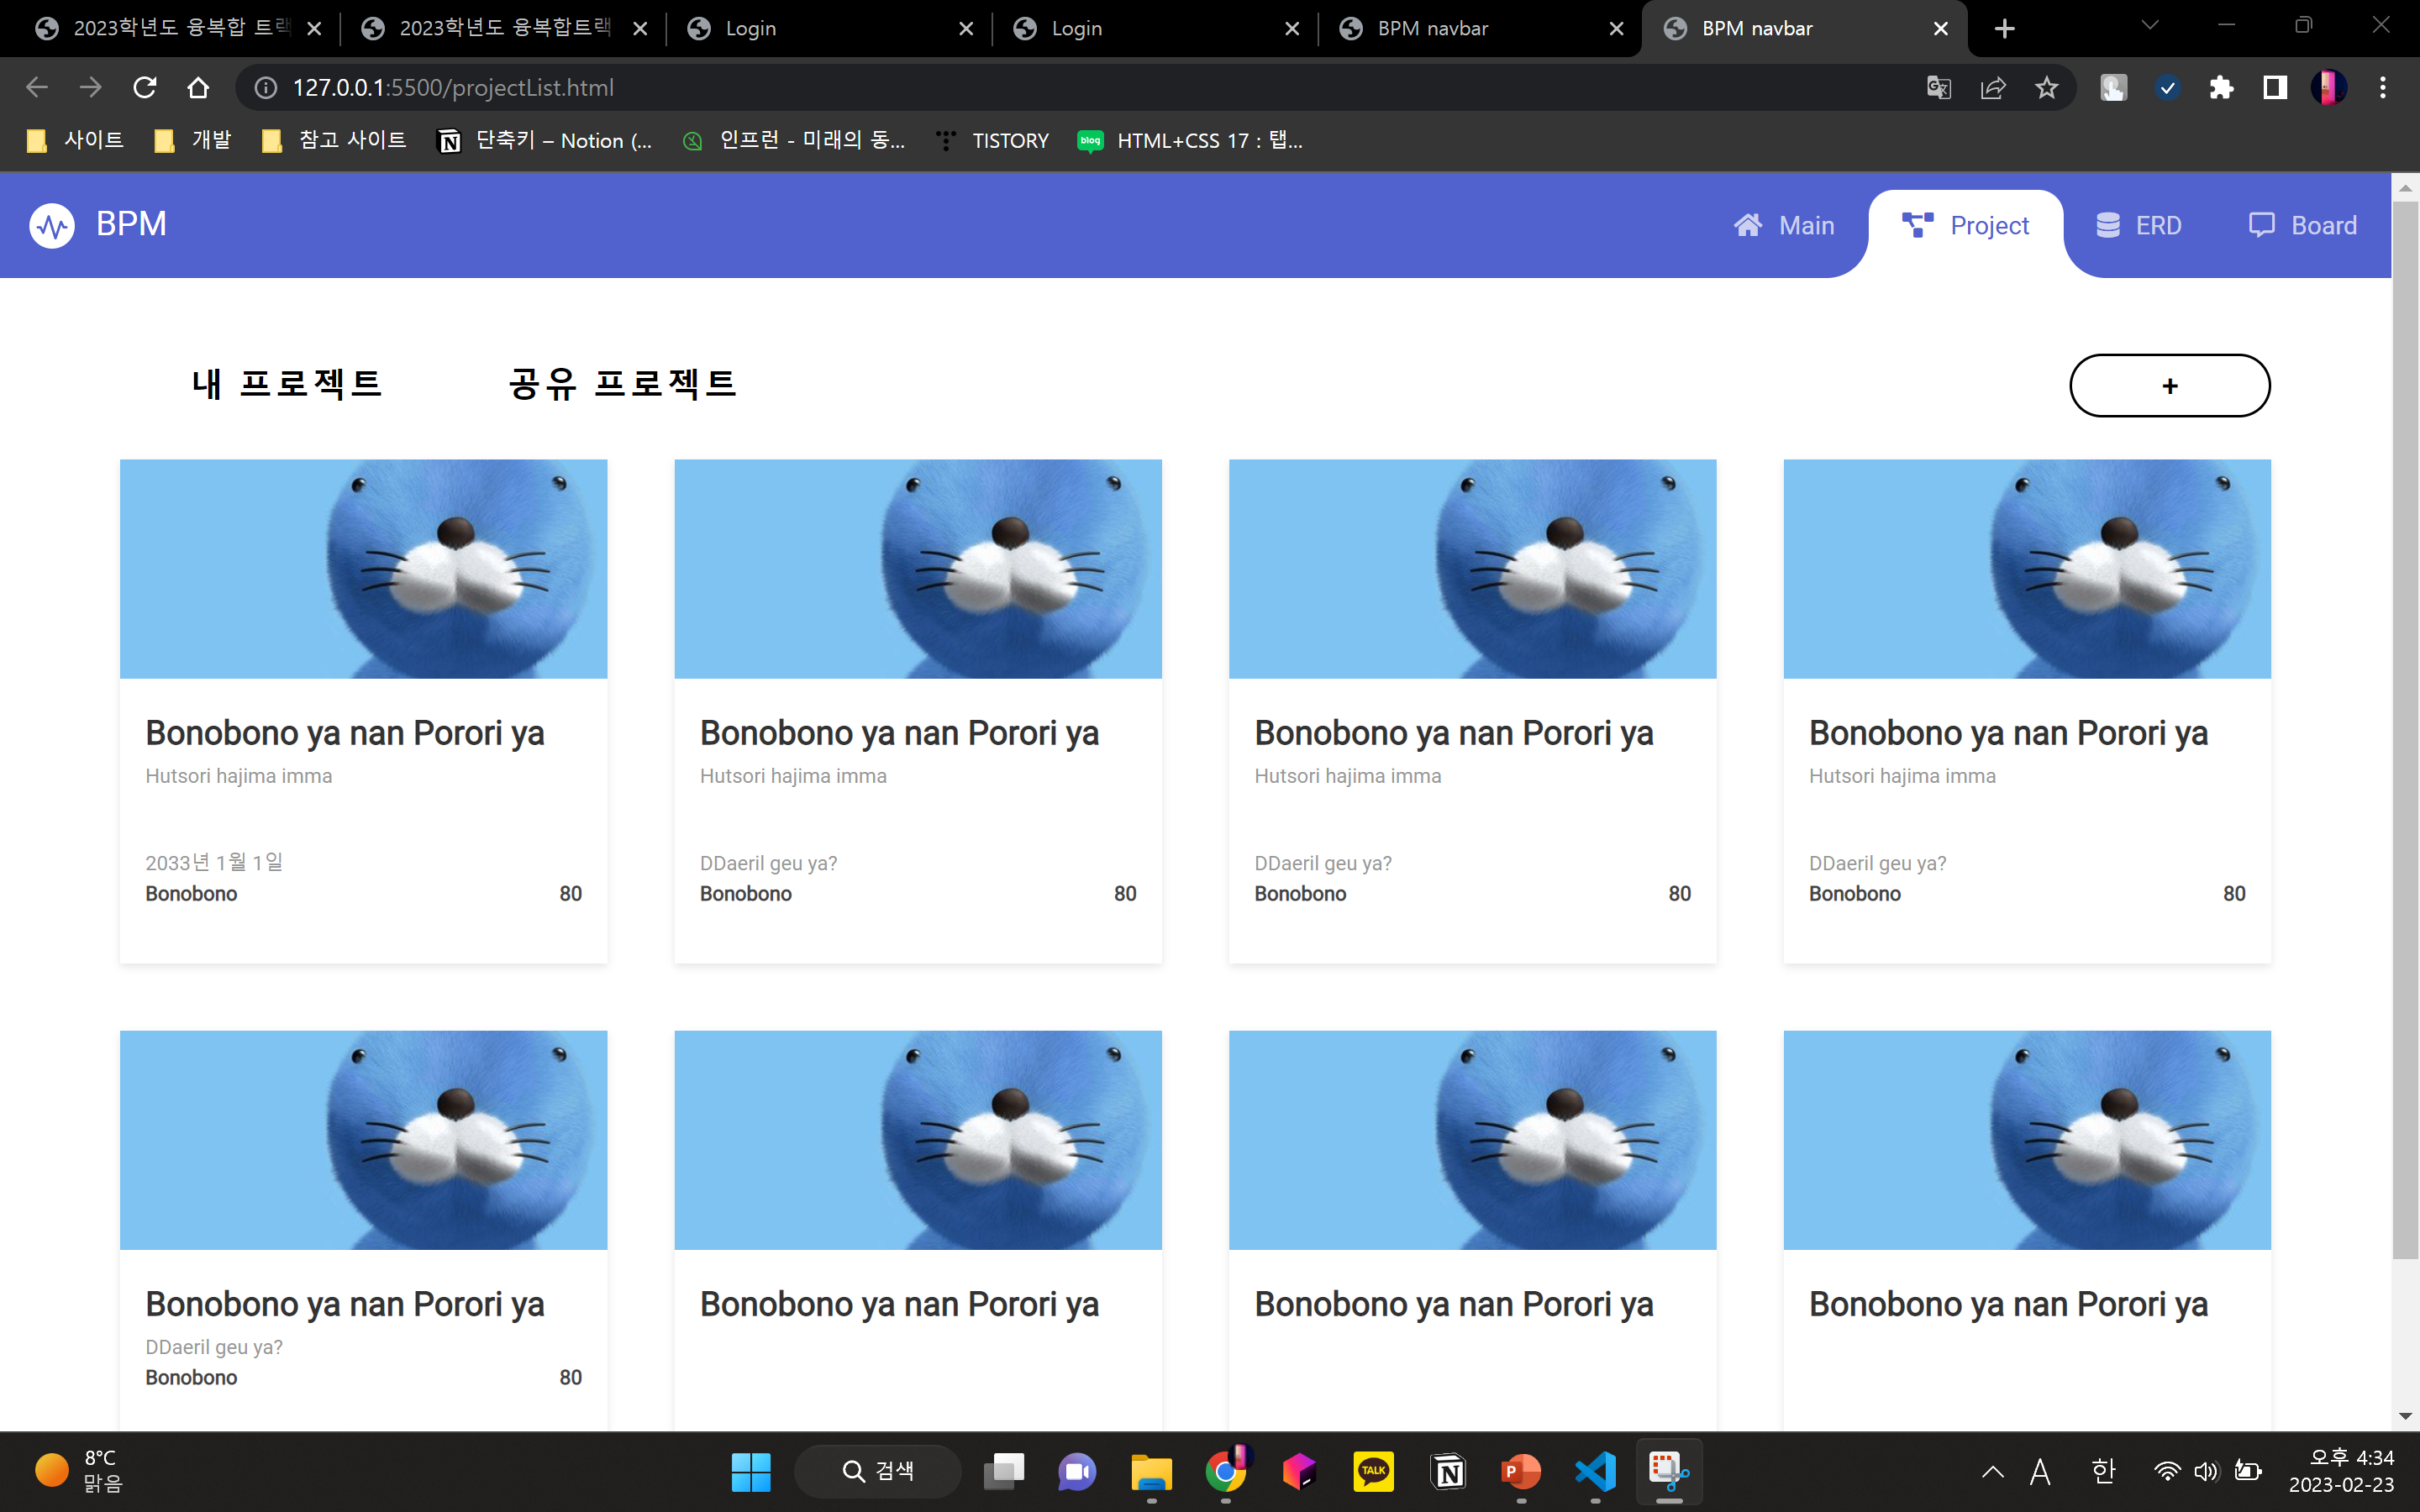 2023학년도 융복합 트랙
2023학년도 융복합트랙
Login
Login
BPM navbar
BPM navbar
127.0.0.1:5500/projectList.html
사이트
개발
참고 사이트
단축키 – Notion (...
인프런 - 미래의 동...
TISTORY
blog
HTML+CSS 17 : 탭...
BPM
Main
Project
ERD
Board
내 프로젝트
공유 프로젝트
+
Bonobono ya nan Porori ya
Bonobono ya nan Porori ya
Bonobono ya nan Porori ya
Bonobono ya nan Porori ya
Hutsori hajima imma
Hutsori hajima imma
Hutsori hajima imma
Hutsori hajima imma
2033년 1월 1일
DDaeril geu ya?
DDaeril geu ya?
DDaeril geu ya?
Bonobono 80
Bonobono 80
Bonobono 80
Bonobono 80
Bonobono ya nan Porori ya
Bonobono ya nan Porori ya
Bonobono ya nan Porori ya
Bonobono ya nan Porori ya
DDaeril geu ya?
Bonobono 80
8°C
맑음
검색
TALK
N
P
A
한
오후 4:34
2023-02-23